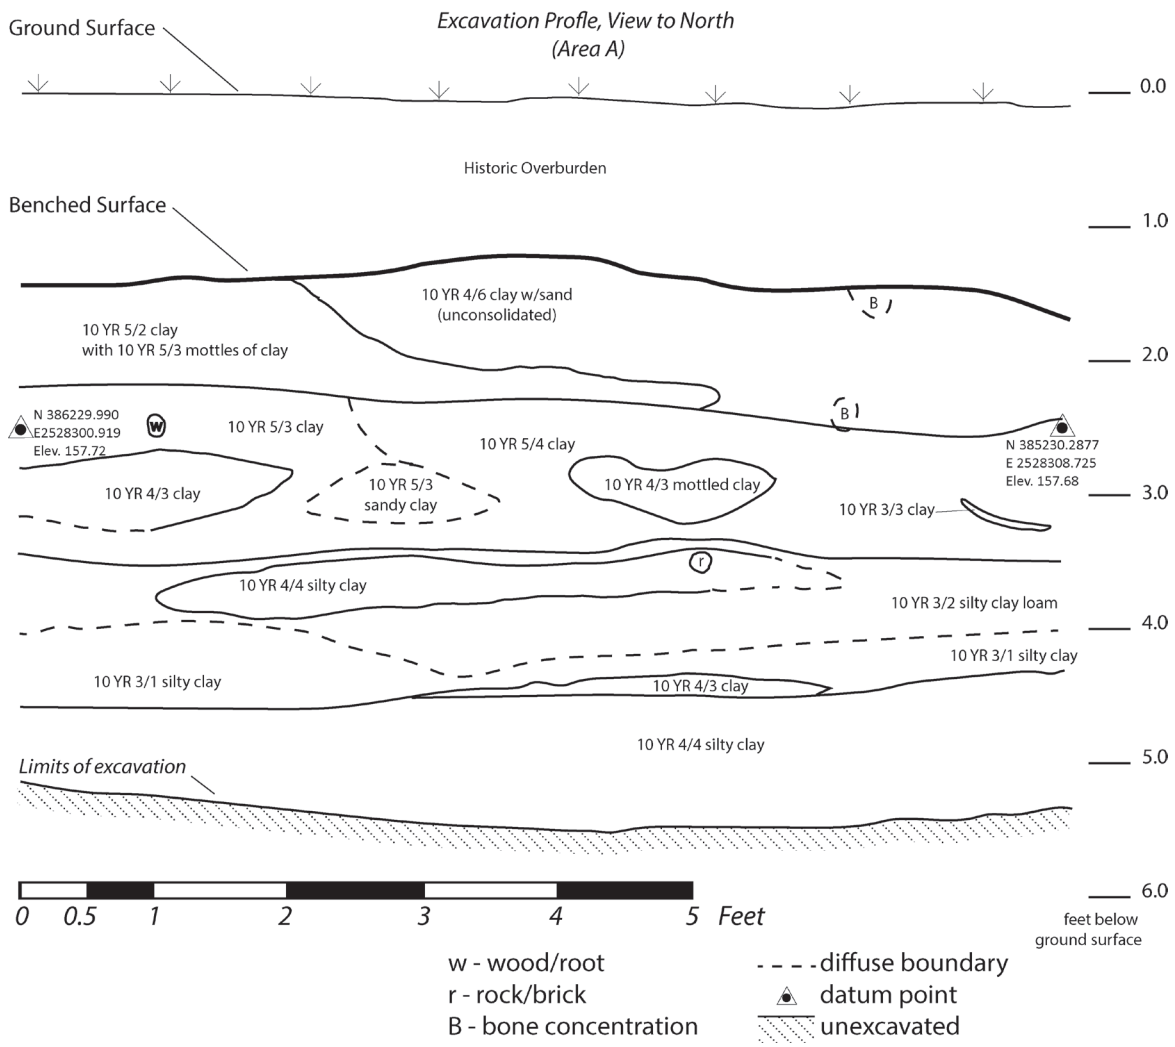 Excavation Profle, View to North
(Area A)
Ground Surface
0.0
Historic Overburden
Benched Surface
1.0
10 YR 4/6 clay w/sand
(unconsolidated)
B
10 YR 5/2 clay
with 10 YR 5/3 mottles of clay
2.0
N 386229.990
E2528300.919
Elev. 157.72
w
10 YR 5/3 clay
B
10 YR 5/4 clay
N 385230.2877
E 2528308.725
Elev. 157.68
10 YR 4/3 clay
10 YR 5/3
sandy clay
10 YR 4/3 mottled clay
3.0
10 YR 3/3 clay
r
10 YR 4/4 silty clay
10 YR 3/2 silty clay loam
4.0
10 YR 3/1 silty clay
10 YR 3/1 silty clay
10 YR 4/3 clay
10 YR 4/4 silty clay
5.0
Limits of excavation
6.0
0 0.5 1 2 3 4 5 Feet
feet below
ground surface
w - wood/root
r - rock/brick
B - bone concentration
diffuse boundary
datum point
unexcavated